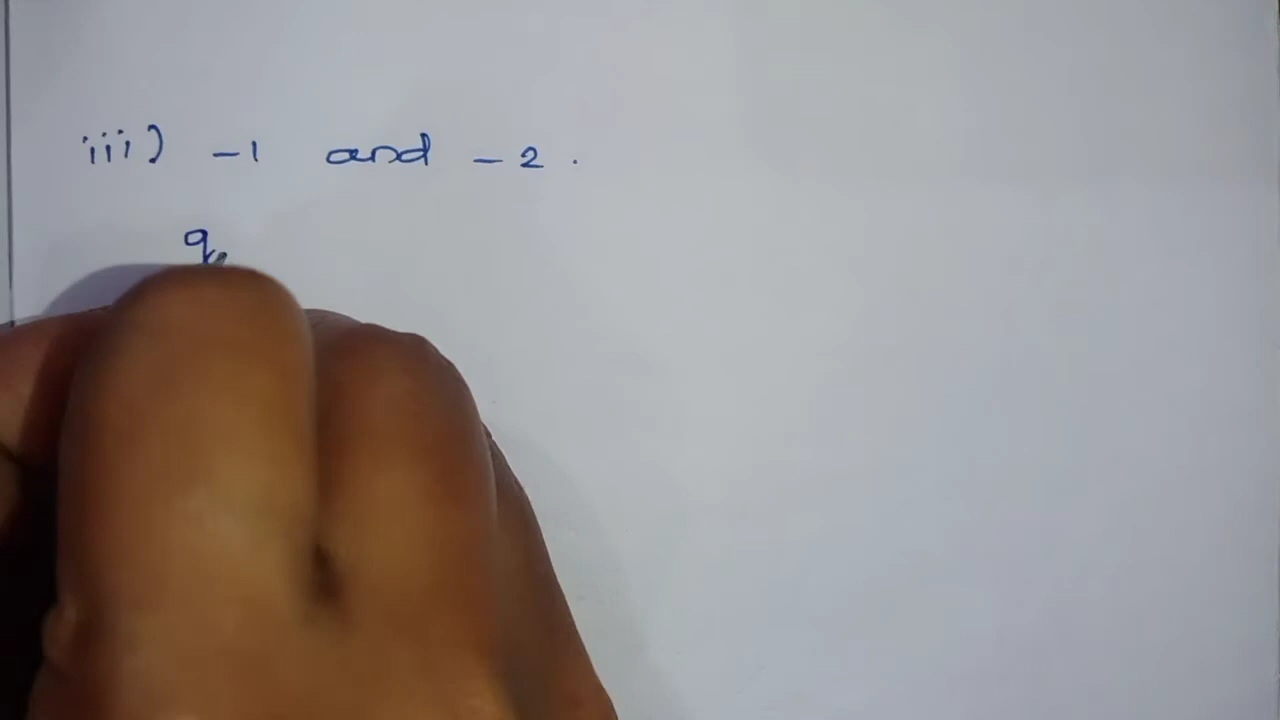 iii) -1 and -2.
q